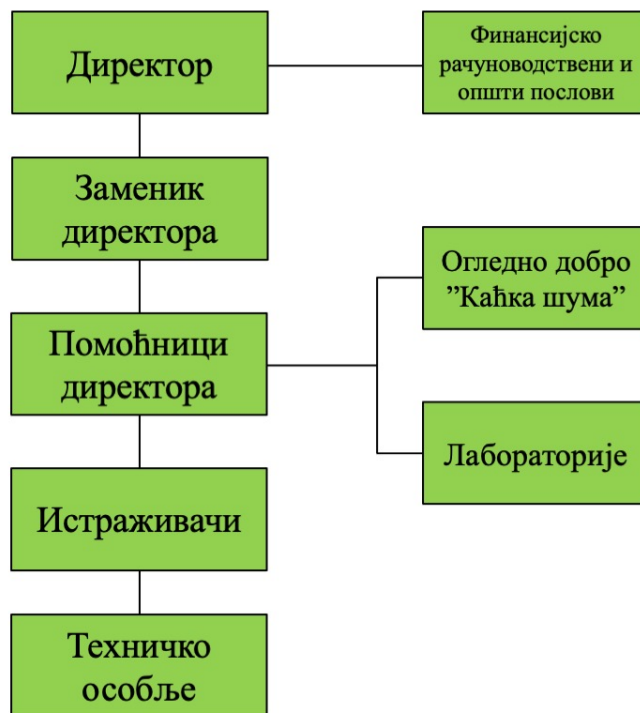 Директор
Финансијско
рачуноводствени и
општи послови
Заменик
директора
Огледно добро
”Каћка шума”
Помоћници
директора
Лабораторије
Истраживачи
Техничко
особље